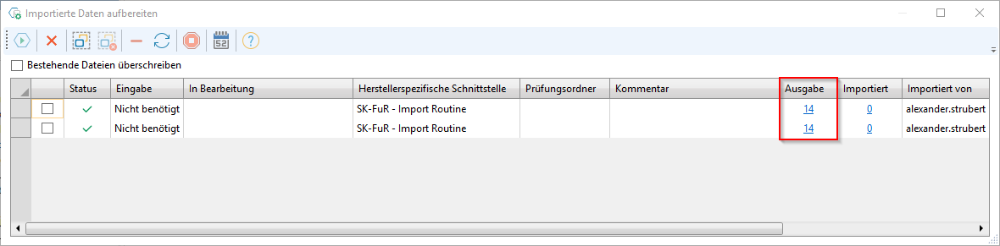 Importierte Daten aufbereiten
52
?
Bestehende Dateien überschreiben
Status Eingabe In Bearbeitung Herstellerspezifische Schnittstelle Prüfungsordner Kommentar Ausgabe Importiert Importiert von
Nicht benötigt SK-FuR - Import Routine 14 0 alexander.strubert
Nicht benötigt SK-FuR - Import Routine 14 0 alexander.strubert